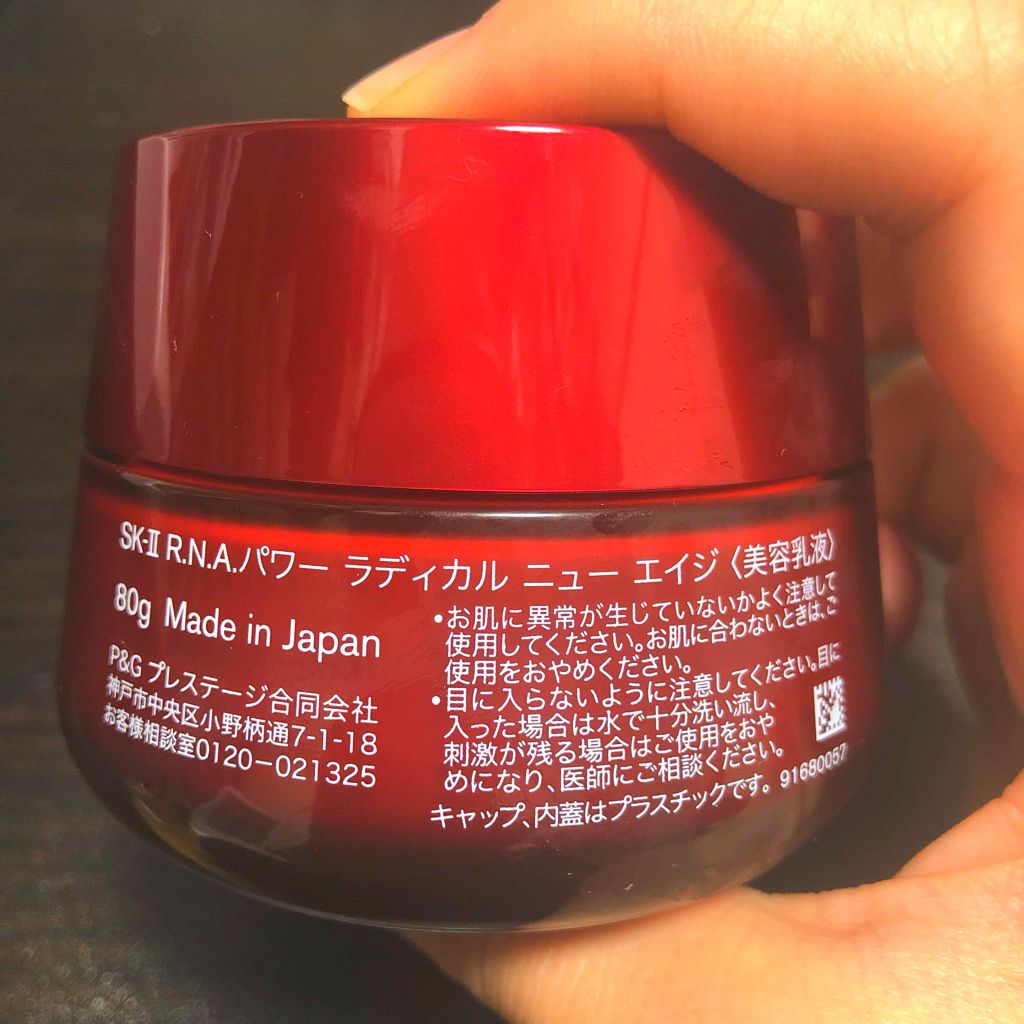 SK-II R.N.A.パワー ラディカル ニュー エイジ〈美容乳液〉
80g Made in Japan
P&G プレステージ合同会社
神戸市中央区小野柄通7-1-18
お客様相談室0120-021325
•お肌に異常が生じていないかよく注意して
使用してください。お肌に合わないときは、ご
使用をおやめください。
•目に入らないように注意してください。目に
入った場合は水で十分洗い流し、
刺激が残る場合はご使用をおや
めになり、医師にご相談ください。
キャップ、内蓋はプラスチックです。 91680057